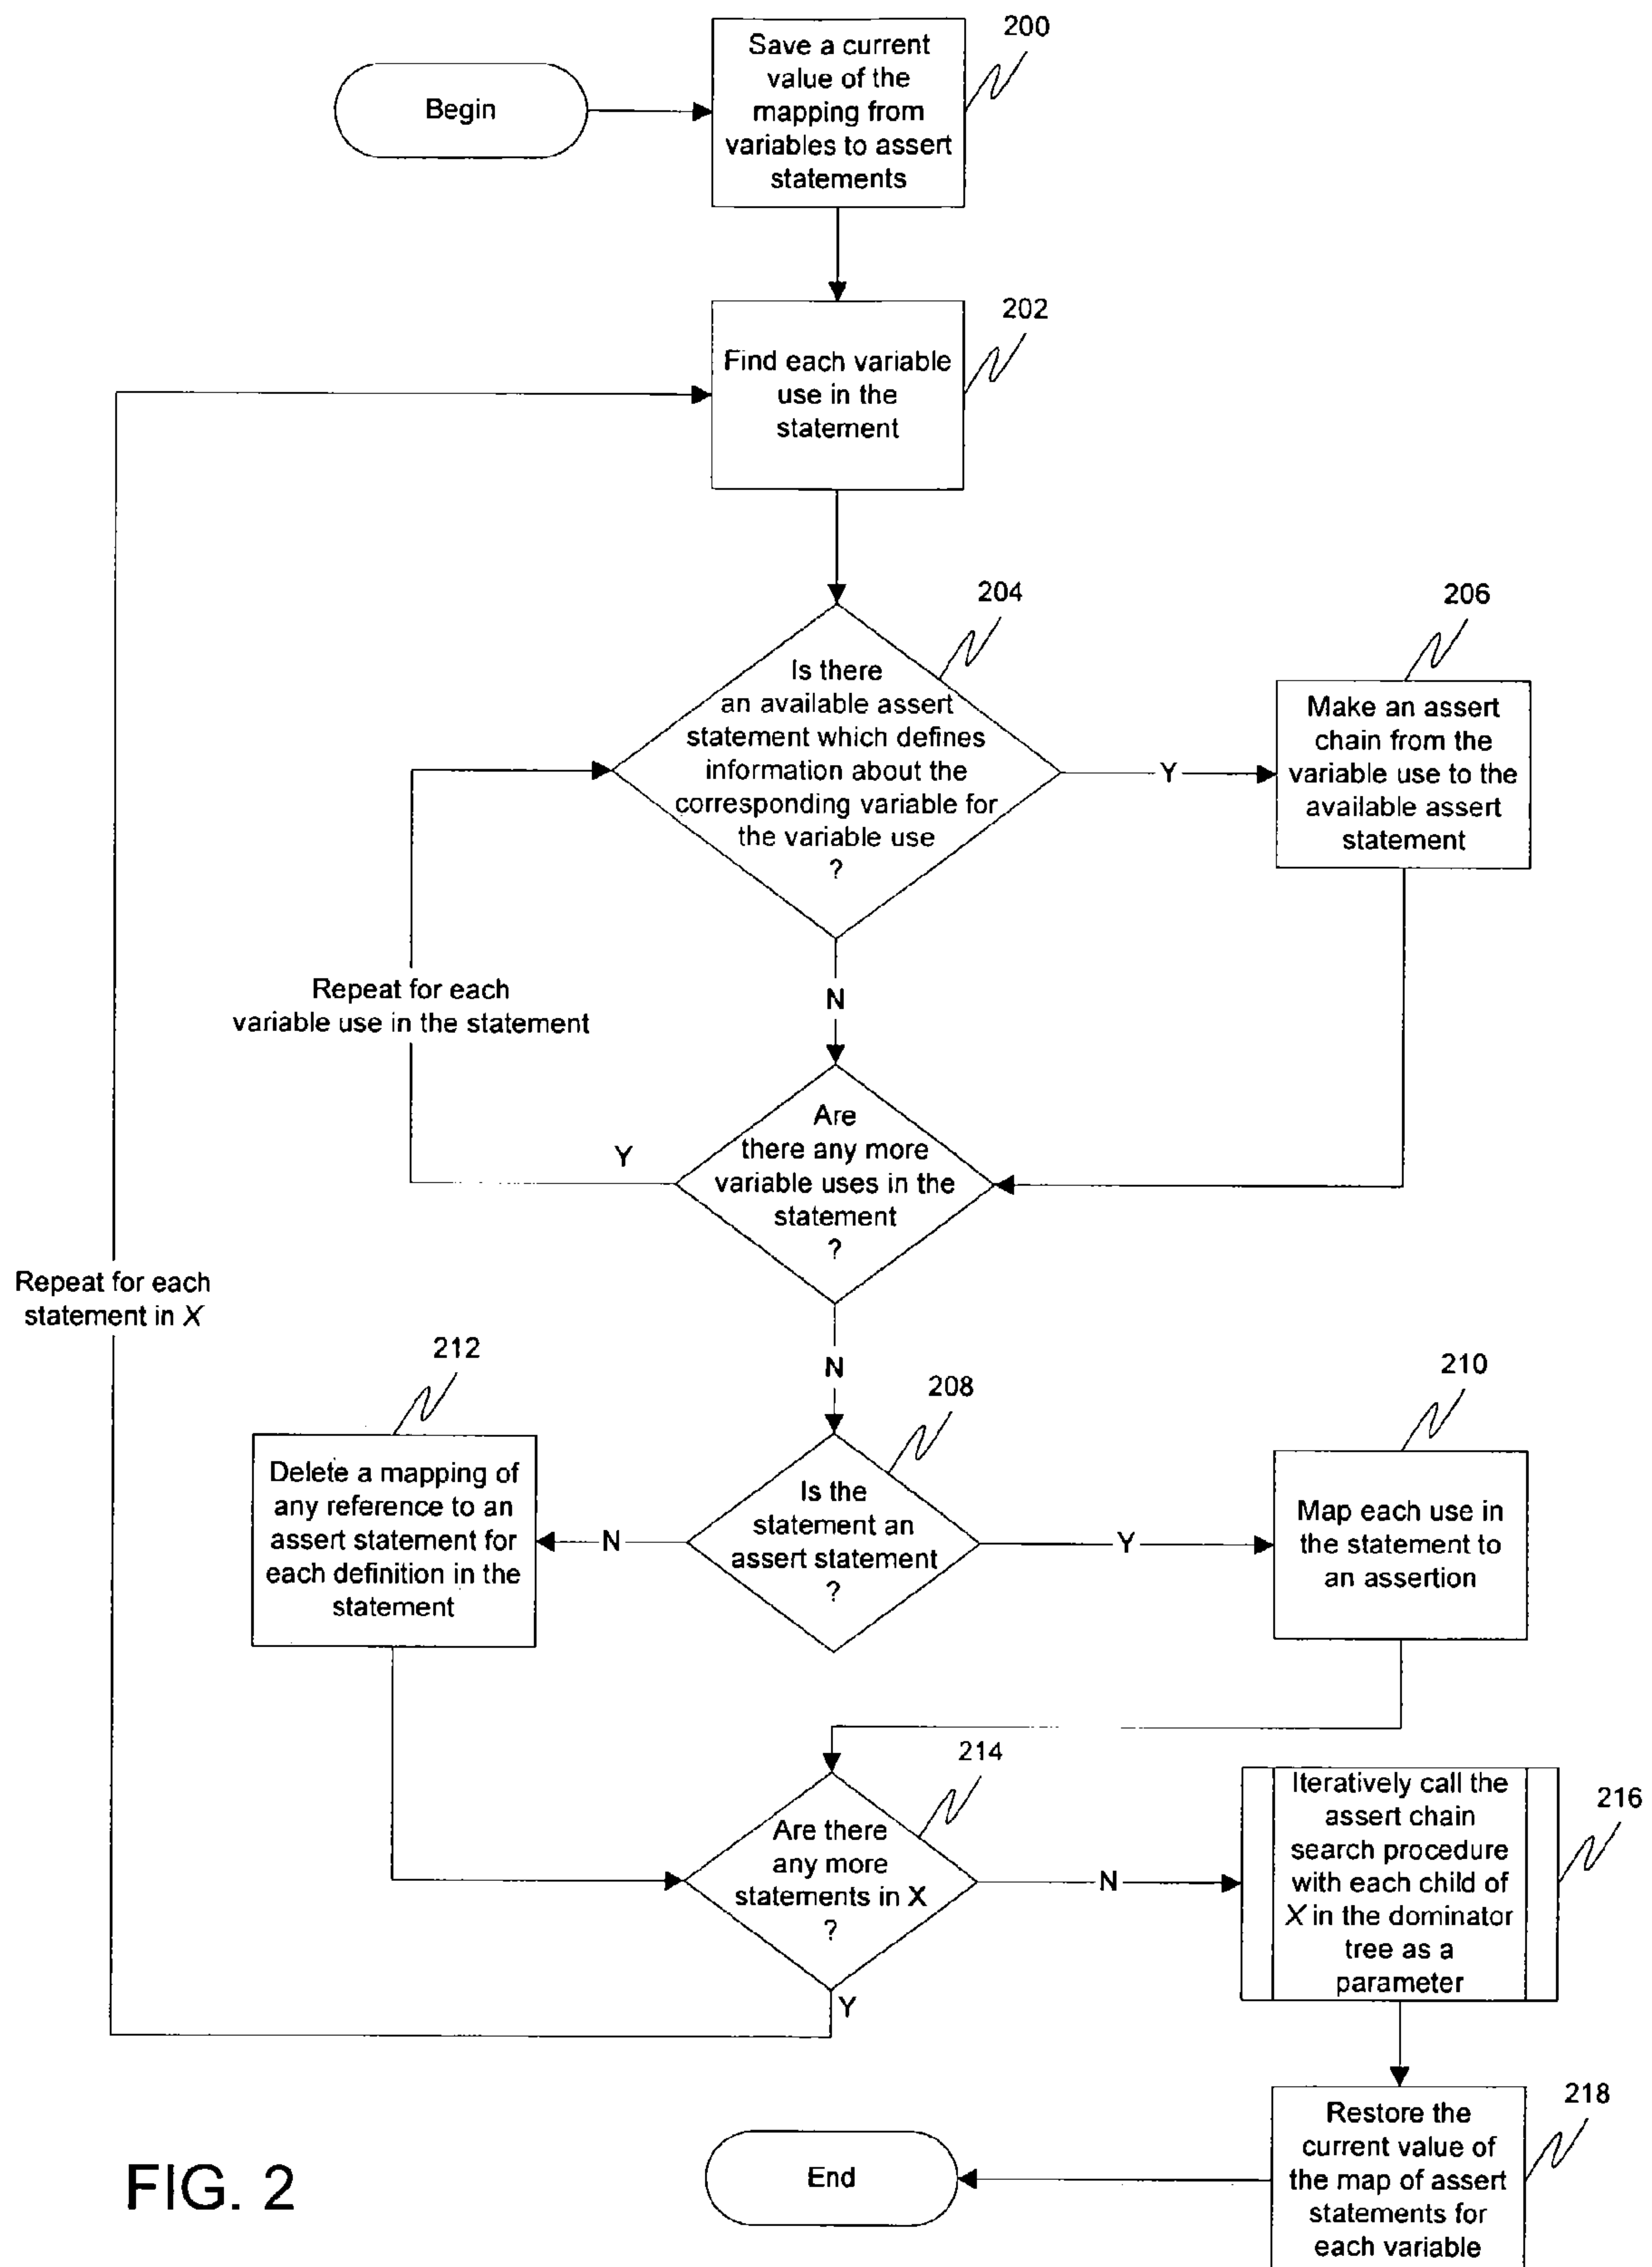 200
Save a current
value of the
mapping from
variables to assert
statements
Begin
202
Find each variable
use in the
statement
204
Is there
an available assert
statement which defines
information about the
corresponding variable for
the variable use
?
Y
206
Make an assert
chain from the
variable use to the
available assert
statement
N
Repeat for each
variable use in the statement
Are
there any more
variable uses in the
statement
?
Y
N
Repeat for each
statement in X
208
Is the
statement an
assert statement
?
Y
210
Map each use in
the statement to
an assertion
N
212
Delete a mapping of
any reference to an
assert statement for
each definition in the
statement
214
Are there
any more
statements in X
?
N
216
Iteratively call the
assert chain
search procedure
with each child of
X in the dominator
tree as a
parameter
Y
218
Restore the
current value of
the map of assert
statements for
each variable
End
FIG. 2